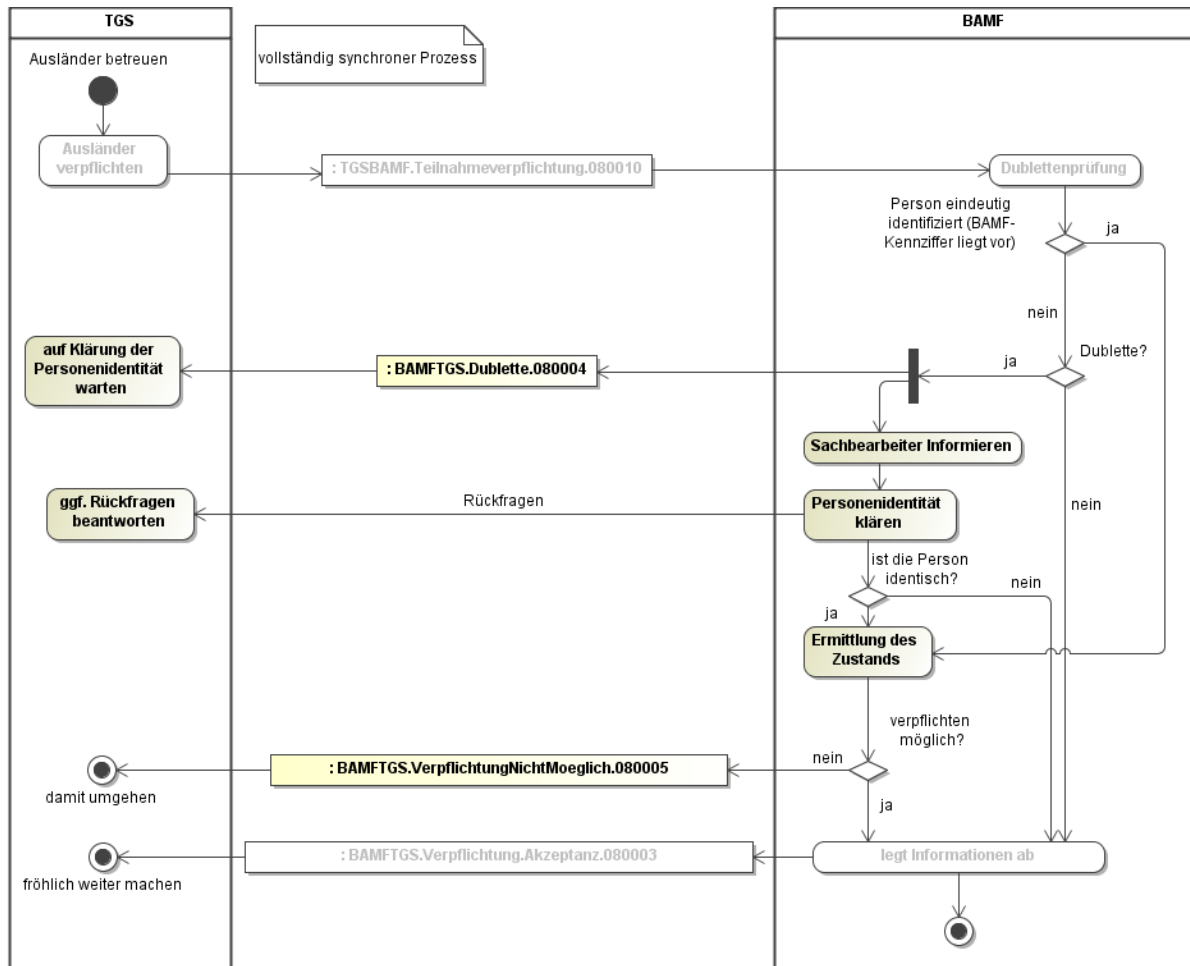 TGS
BAMF
Ausländer betreuen
vollständig synchroner Prozess
Ausländer
verpflichten
: TGSBAMF.Teilnahmeverpflichtung.080010
Dublettenprüfung
Person eindeutig
identifiziert (BAMF-
Kennziffer liegt vor)
ja
nein
auf Klärung der
Personenidentität
warten
: BAMFTGS.Dublette.080004
ja
Dublette?
Sachbearbeiter Informieren
ggf. Rückfragen
beantworten
Rückfragen
Personenidentität
klären
nein
ist die Person
identisch?
nein
ja
Ermittlung des
Zustands
verpflichten
möglich?
: BAMFTGS.VerpflichtungNichtMoeglich.080005
nein
damit umgehen
ja
: BAMFTGS.Verpflichtung.Akzeptanz.080003
legt Informationen ab
fröhlich weiter machen